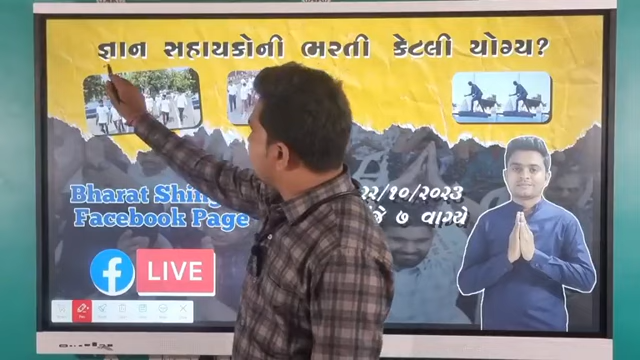 જ્ઞાન સહાયકોની ભરતી કેટલી યોગ્ય?
Bharat Shing
૨૨/૧૦/૨૦૨૩
Facebook Page
૭ વાગ્યે
LIVE